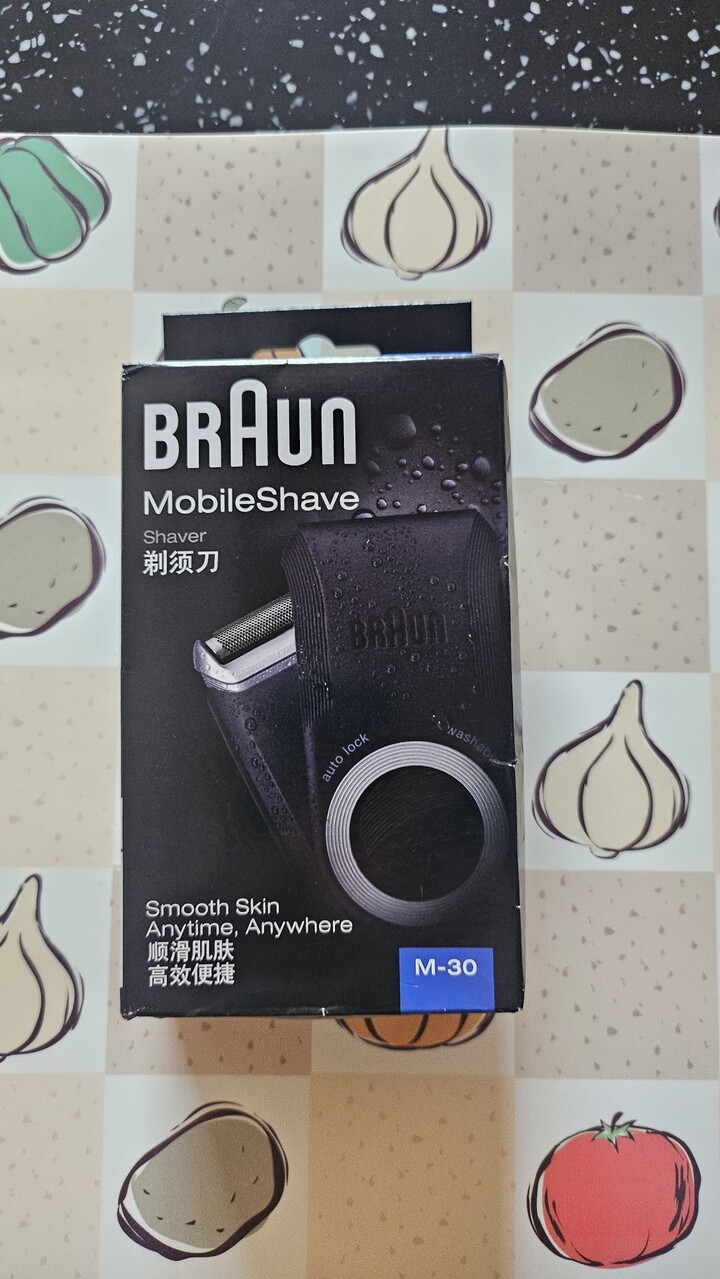 BRAUN
MobileShave
Shaver
剃须刀
BRAUN
auto lock
Smooth Skin
Anytime, Anywhere
顺滑肌肤
高效便捷
M-30